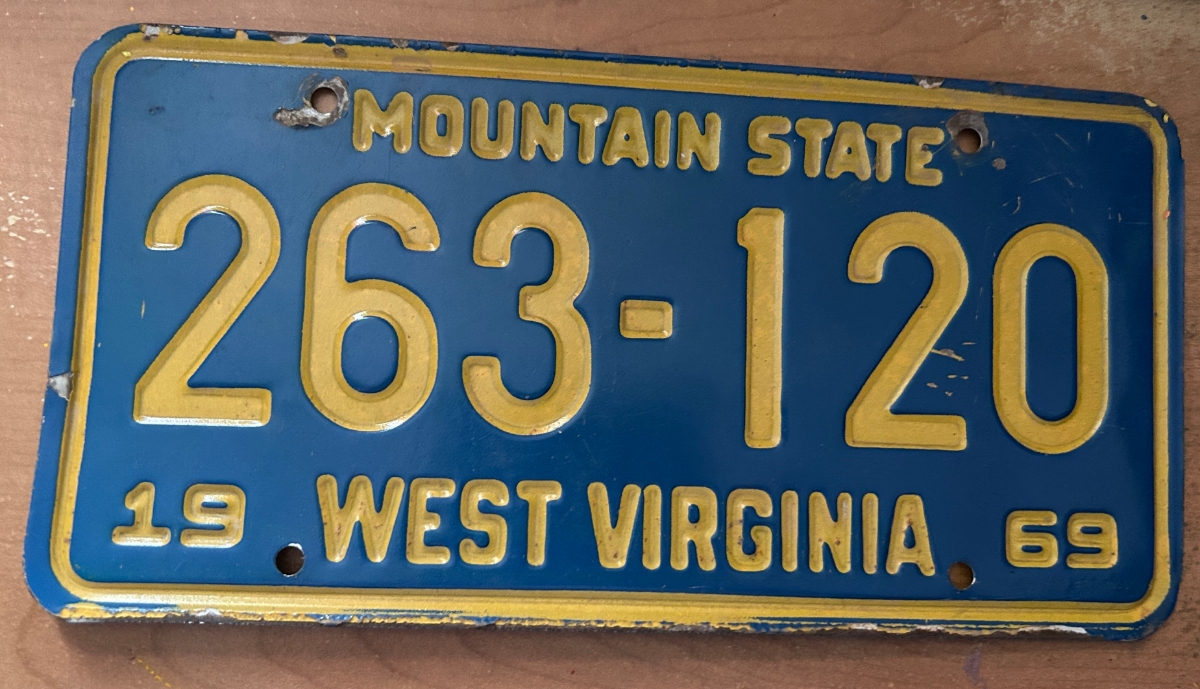 MOUNTAIN STATE
263-120
19 WEST VIRGINIA 69